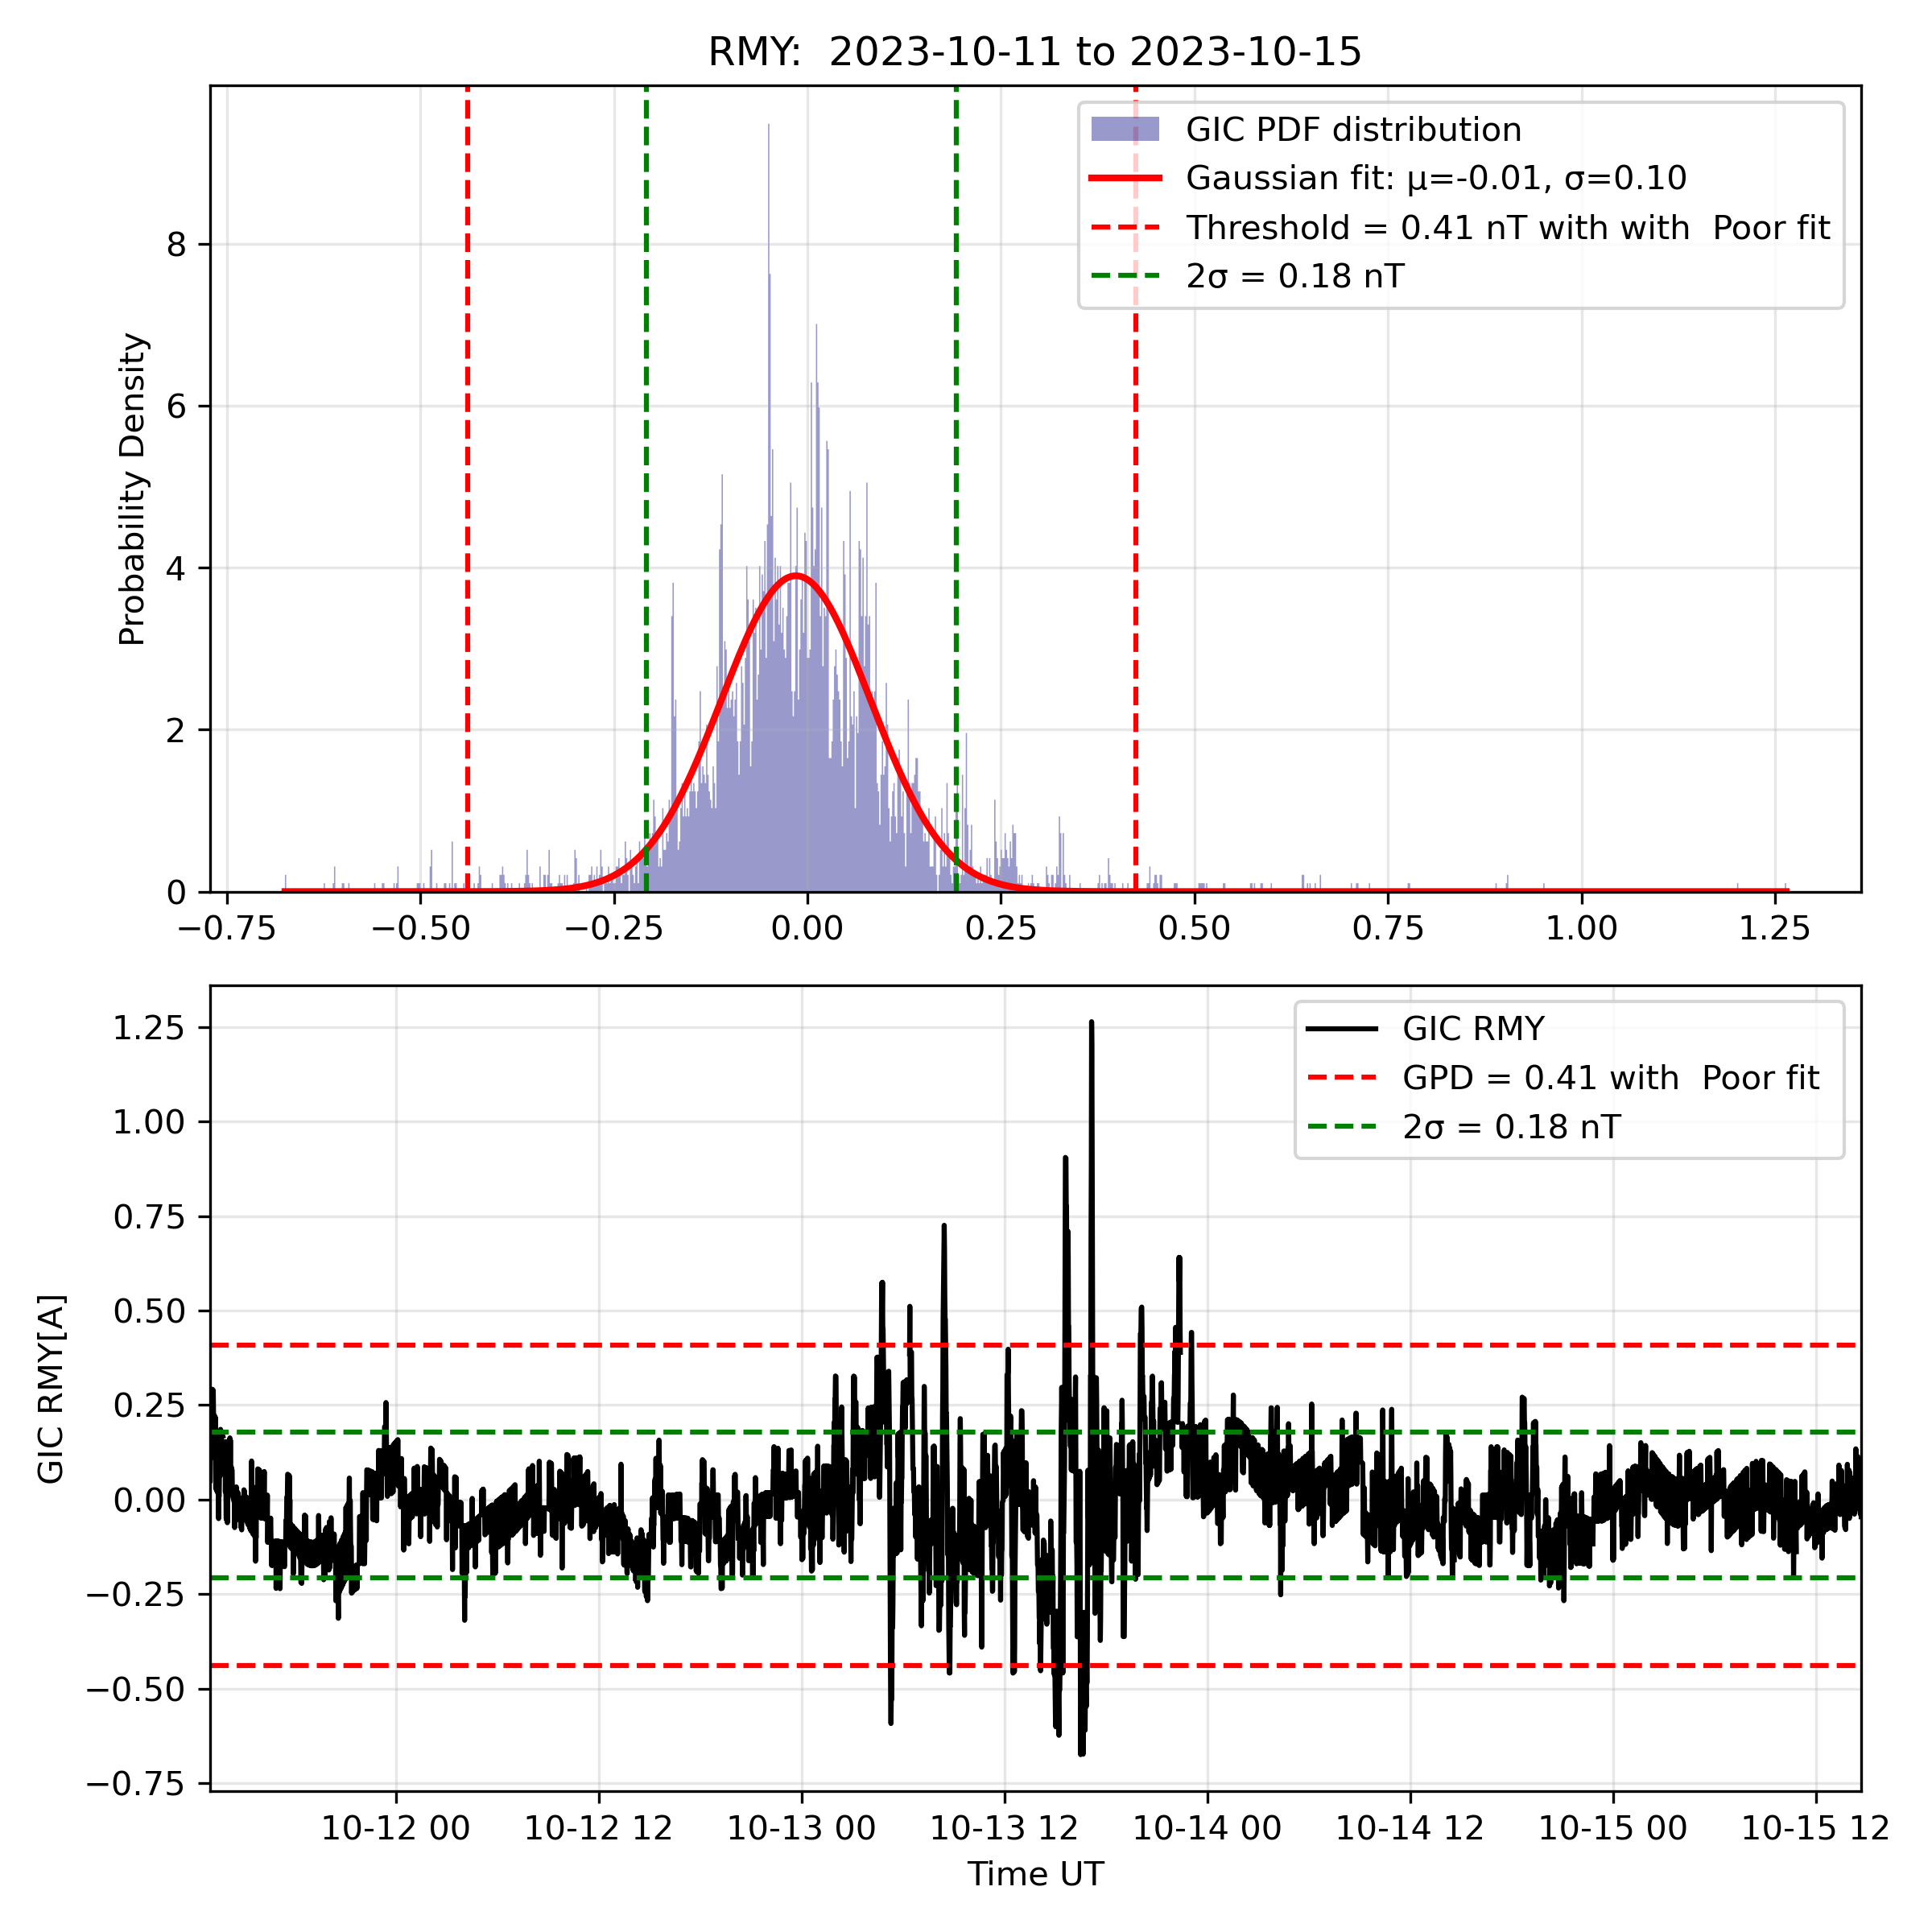 RMY:  2023-10-11 to 2023-10-15
GIC PDF distribution
Gaussian fit: μ=-0.01, σ=0.10
Threshold = 0.41 nT with with  Poor fit
2σ = 0.18 nT
Probability Density
8
6
4
2
0
−0.75 −0.50 −0.25 0.00 0.25 0.50 0.75 1.00 1.25
GIC RMY
GPD = 0.41 with  Poor fit
2σ = 0.18 nT
GIC RMY[A]
1.25
1.00
0.75
0.50
0.25
0.00
−0.25
−0.50
−0.75
10-12 00 10-12 12 10-13 00 10-13 12 10-14 00 10-14 12 10-15 00 10-15 12
Time UT